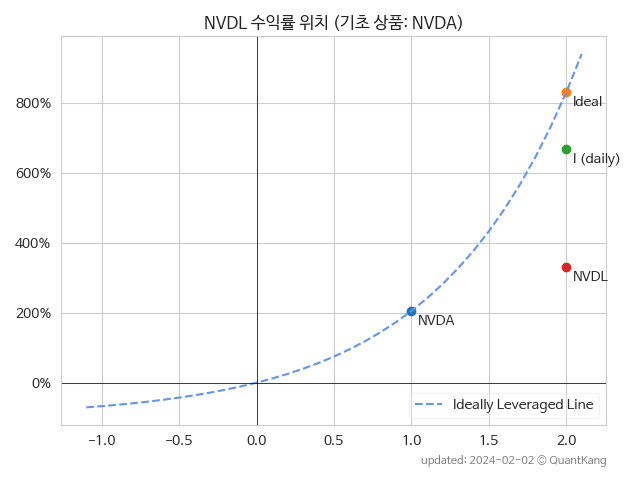 NVDL 수익률 위치 (기초 상품: NVDA)
800%
600%
400%
200%
0%
Ideal
I (daily)
NVDL
NVDA
Ideally Leveraged Line
−1.0 −0.5 0.0 0.5 1.0 1.5 2.0
updated: 2024-02-02 © QuantKang